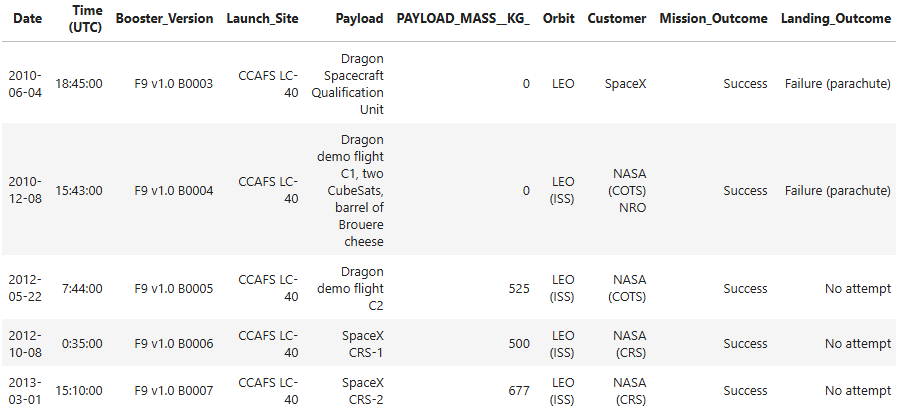 Date Time (UTC) Booster_Version Launch_Site Payload PAYLOAD_MASS__KG_ Orbit Customer Mission_Outcome Landing_Outcome
2010-06-04 18:45:00 F9 v1.0 B0003 CCAFS LC-40 Dragon Spacecraft Qualification Unit 0 LEO SpaceX Success Failure (parachute)
2010-12-08 15:43:00 F9 v1.0 B0004 CCAFS LC-40 Dragon demo flight C1, two CubeSats, barrel of Brouere cheese 0 LEO (ISS) NASA (COTS) NRO Success Failure (parachute)
2012-05-22 7:44:00 F9 v1.0 B0005 CCAFS LC-40 Dragon demo flight C2 525 LEO (ISS) NASA (COTS) Success No attempt
2012-10-08 0:35:00 F9 v1.0 B0006 CCAFS LC-40 SpaceX CRS-1 500 LEO (ISS) NASA (CRS) Success No attempt
2013-03-01 15:10:00 F9 v1.0 B0007 CCAFS LC-40 SpaceX CRS-2 677 LEO (ISS) NASA (CRS) Success No attempt